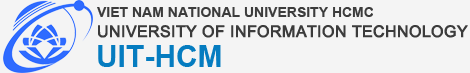 VIET NAM NATIONAL UNIVERSITY HCMC
UNIVERSITY OF INFORMATION TECHNOLOGY
UIT-HCM